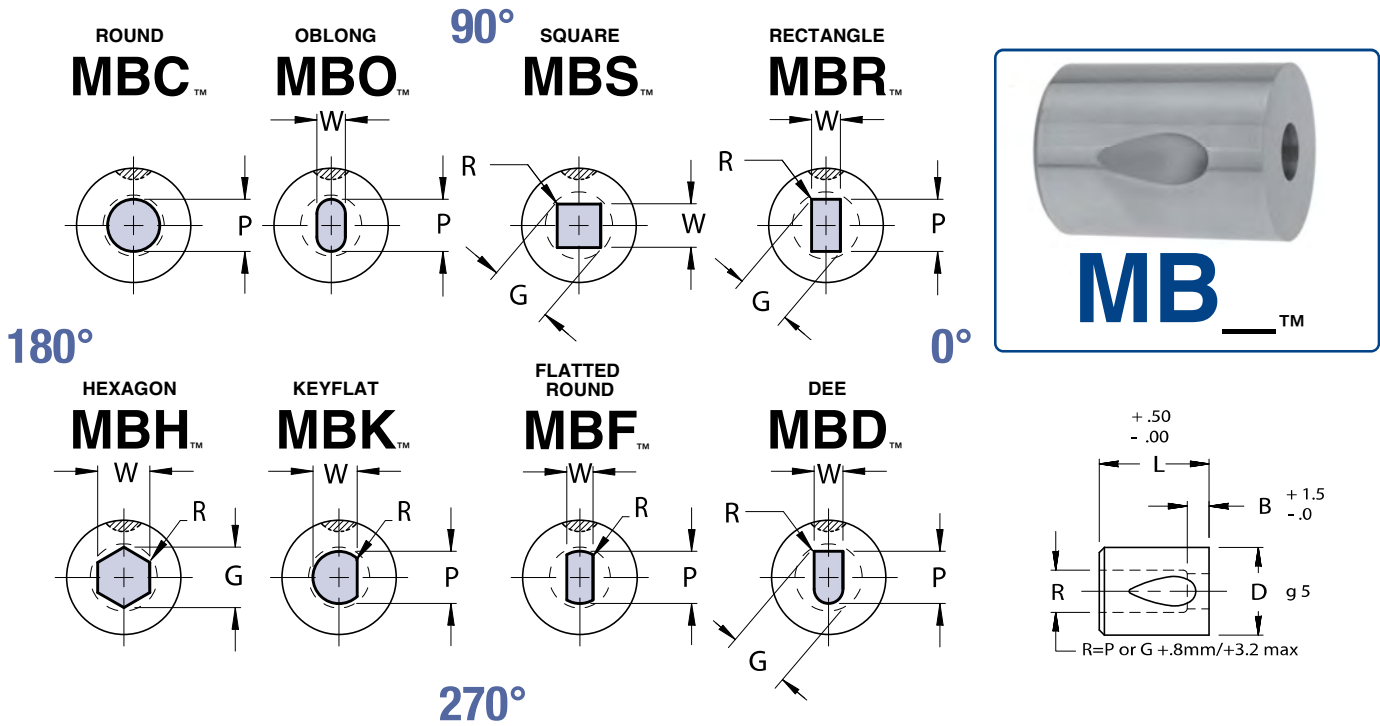 90°
ROUND
MBC™
P
OBLONG
MBO™
W
P
SQUARE
MBS™
R
W
G
RECTANGLE
MBR™
W
R
P
G
MB__™
180°
0°
HEXAGON
MBH™
W
R
G
KEYFLAT
MBK™
W
R
P
FLATTED
ROUND
MBF™
W
R
P
DEE
MBD™
W
R
P
G
+ .50
- .00
L
B + 1.5
- .0
R
D g 5
R=P or G +.8mm/+3.2 max
270°